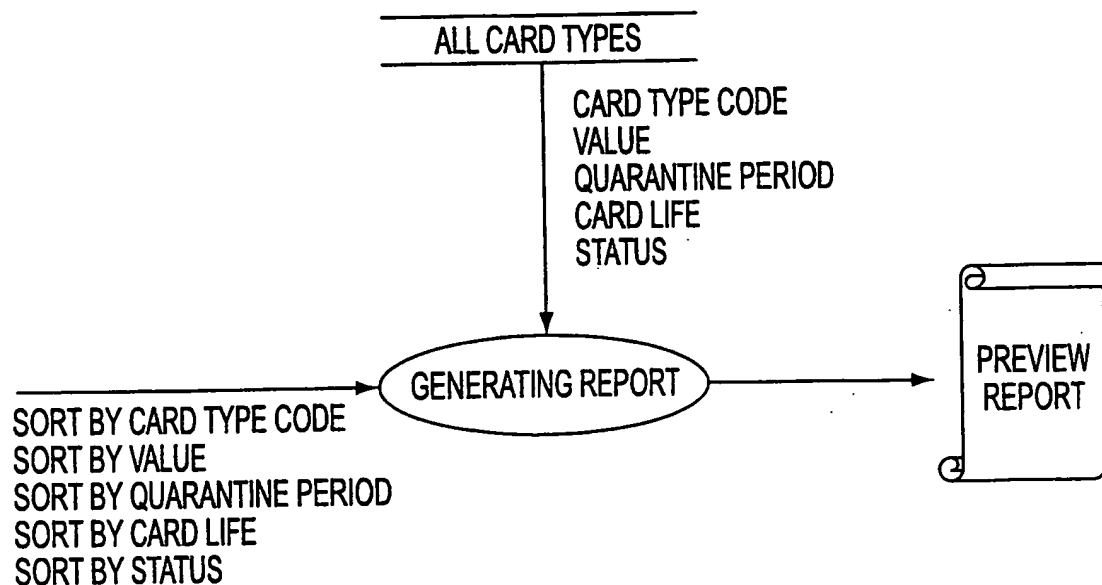 ALL CARD TYPES
CARD TYPE CODE
VALUE
QUARANTINE PERIOD
CARD LIFE
STATUS
GENERATING REPORT
PREVIEW
REPORT
SORT BY CARD TYPE CODE
SORT BY VALUE
SORT BY QUARANTINE PERIOD
SORT BY CARD LIFE
SORT BY STATUS